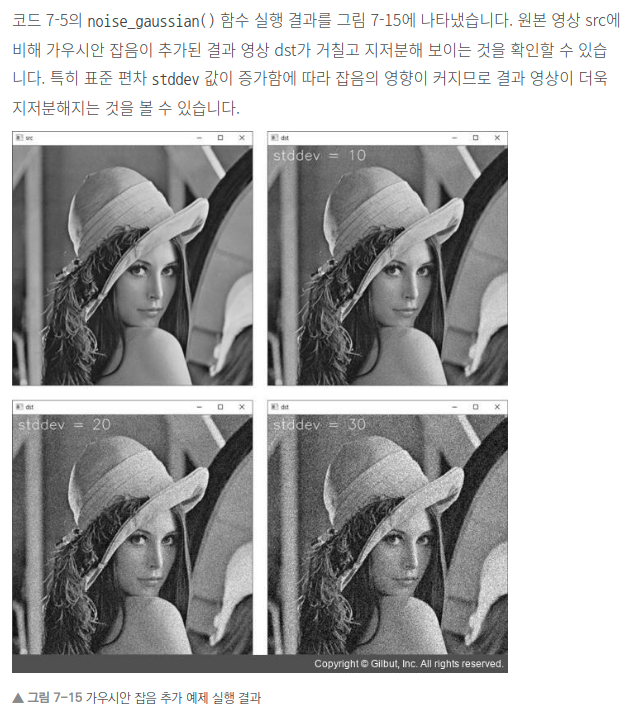 코드 7-5의 noise_gaussian() 함수 실행 결과를 그림 7-15에 나타냈습니다. 원본 영상 src에
비해 가우시안 잡음이 추가된 결과 영상 dst가 거칠고 지저분해 보이는 것을 확인할 수 있습
니다. 특히 표준 편차 stddev 값이 증가함에 따라 잡음의 영향이 커지므로 결과 영상이 더욱
지저분해지는 것을 볼 수 있습니다.
src
dst
stddev = 10
dst
stddev = 20
dst
stddev = 30
Copyright © Gilbut, Inc. All rights reserved.
▲ 그림 7-15 가우시안 잡음 추가 예제 실행 결과